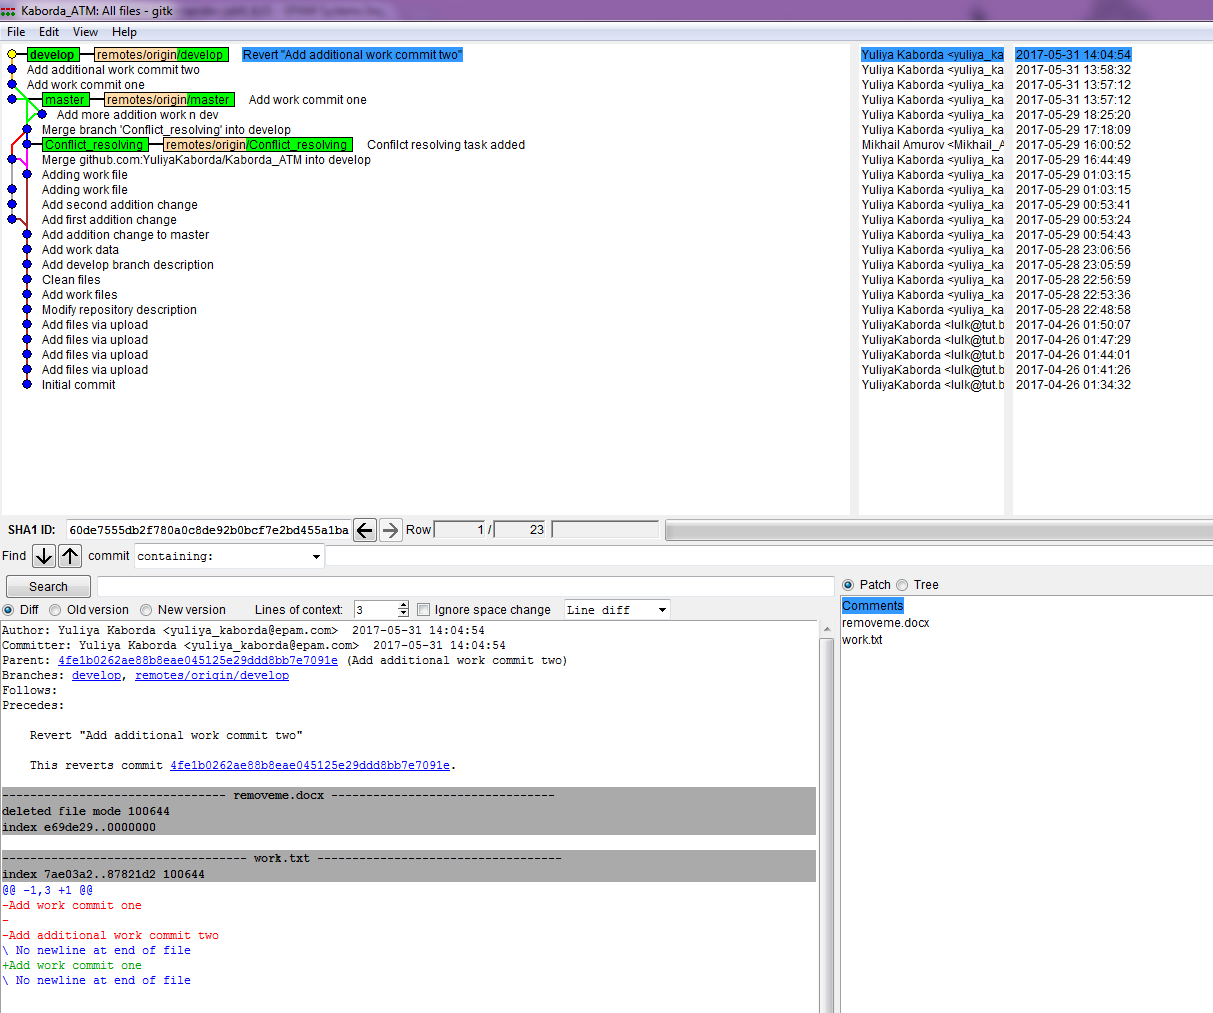 Kaborda_ATM: All files - gitk
File Edit View Help
develop remotes/origin/develop Revert "Add additional work commit two" Yuliya Kaborda <yuliya_ka 2017-05-31 14:04:54
Add additional work commit two Yuliya Kaborda <yuliya_ka 2017-05-31 13:58:32
Add work commit one Yuliya Kaborda <yuliya_ka 2017-05-31 13:57:12
master remotes/origin/master Add work commit one Yuliya Kaborda <yuliya_ka 2017-05-31 13:57:12
Add more addition work n dev Yuliya Kaborda <yuliya_ka 2017-05-29 18:25:20
Merge branch 'Conflict_resolving' into develop Yuliya Kaborda <yuliya_ka 2017-05-29 17:18:09
Conflict_resolving remotes/origin/Conflict_resolving Confilct resolving task added Mikhail Amurov <Mikhail_A 2017-05-29 16:00:52
Merge github.com:YuliyaKaborda/Kaborda_ATM into develop Yuliya Kaborda <yuliya_ka 2017-05-29 16:44:49
Adding work file Yuliya Kaborda <yuliya_ka 2017-05-29 01:03:15
Adding work file Yuliya Kaborda <yuliya_ka 2017-05-29 01:03:15
Add second addition change Yuliya Kaborda <yuliya_ka 2017-05-29 00:53:41
Add first addition change Yuliya Kaborda <yuliya_ka 2017-05-29 00:53:24
Add addition change to master Yuliya Kaborda <yuliya_ka 2017-05-29 00:54:43
Add work data Yuliya Kaborda <yuliya_ka 2017-05-28 23:06:56
Add develop branch description Yuliya Kaborda <yuliya_ka 2017-05-28 23:05:59
Clean files Yuliya Kaborda <yuliya_ka 2017-05-28 22:56:59
Add work files Yuliya Kaborda <yuliya_ka 2017-05-28 22:53:36
Modify repository description Yuliya Kaborda <yuliya_ka 2017-05-28 22:48:58
Add files via upload YuliyaKaborda <lulk@tut.b 2017-04-26 01:50:07
Add files via upload YuliyaKaborda <lulk@tut.b 2017-04-26 01:47:29
Add files via upload YuliyaKaborda <lulk@tut.b 2017-04-26 01:44:01
Add files via upload YuliyaKaborda <lulk@tut.b 2017-04-26 01:41:26
Initial commit YuliyaKaborda <lulk@tut.b 2017-04-26 01:34:32
SHA1 ID: 60de7555db2f780a0c8de92b0bcf7e2bd455a1ba Row 1 / 23
Find commit containing:
Search
Diff Old version New version Lines of context: 3 Ignore space change Line diff
Patch Tree
Comments
removeme.docx
work.txt
Author: Yuliya Kaborda <yuliya_kaborda@epam.com> 2017-05-31 14:04:54
Committer: Yuliya Kaborda <yuliya_kaborda@epam.com> 2017-05-31 14:04:54
Parent: 4fe1b0262ae88b8eae045125e29ddd8bb7e7091e (Add additional work commit two)
Branches: develop, remotes/origin/develop
Follows:
Precedes:
Revert "Add additional work commit two"
This reverts commit 4fe1b0262ae88b8eae045125e29ddd8bb7e7091e.
-------------------------------- removeme.docx --------------------------------
deleted file mode 100644
index e69de29..0000000
----------------------------------- work.txt -----------------------------------
index 7ae03a2..87821d2 100644
@@ -1,3 +1 @@
-Add work commit one
-
-Add additional work commit two
\ No newline at end of file
+Add work commit one
\ No newline at end of file